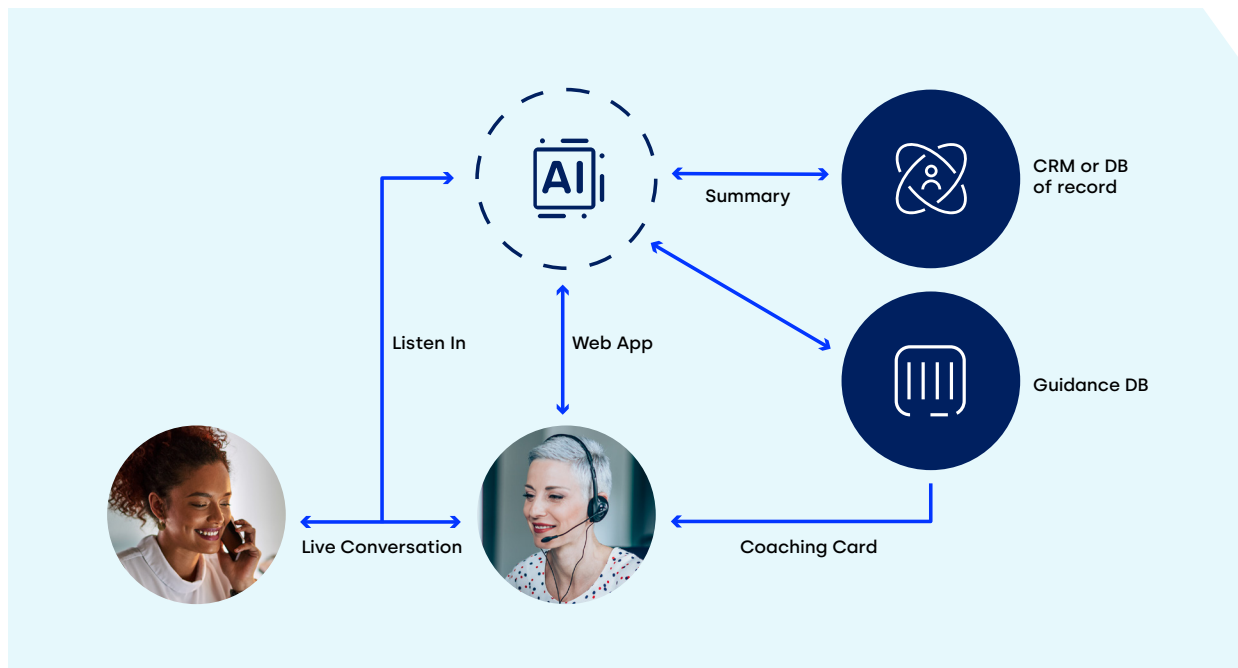 AI
Summary
CRM or DB
of record
Listen In
Web App
Guidance DB
Live Conversation
Coaching Card